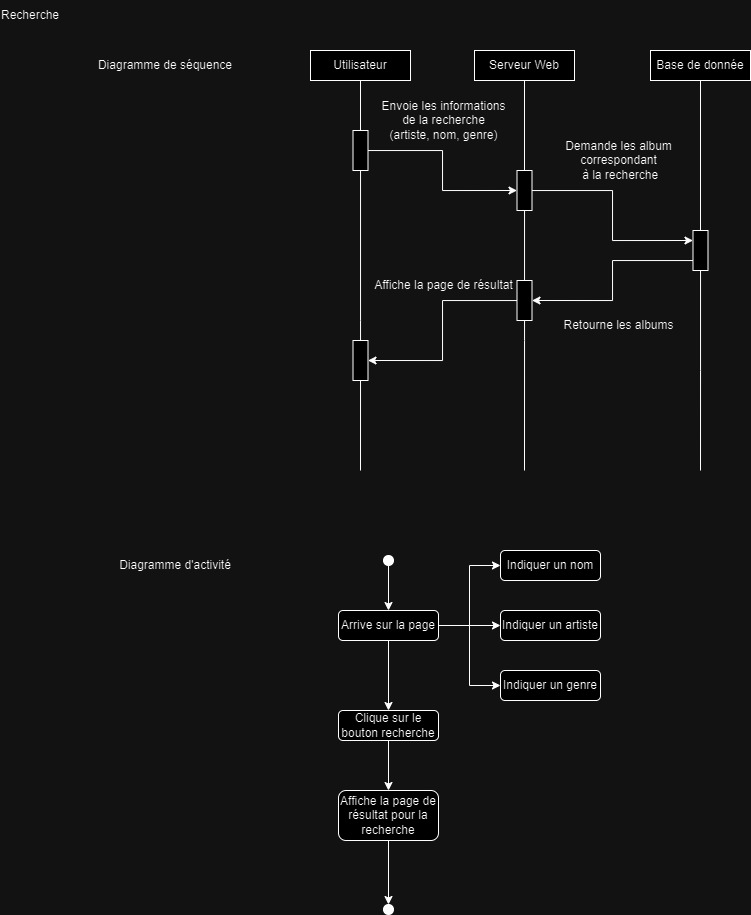 Recherche
Diagramme de séquence
Utilisateur
Serveur Web
Base de donnée
Envoie les informations
de la recherche
(artiste, nom, genre)
Demande les album
correspondant
à la recherche
Affiche la page de résultat
Retourne les albums
Diagramme d'activité
Indiquer un nom
Arrive sur la page
Indiquer un artiste
Indiquer un genre
Clique sur le
bouton recherche
Affiche la page de
résultat pour la
recherche